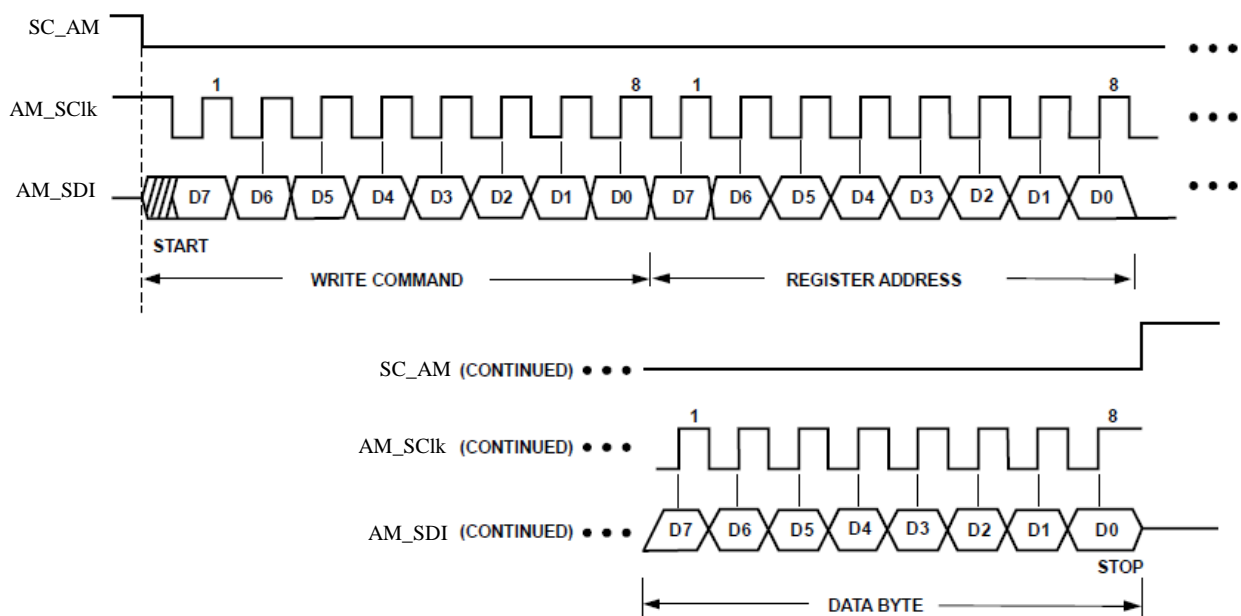 SC_AM
1 8 1 8
AM_SClk
AM_SDI D7 D6 D5 D4 D3 D2 D1 D0 D7 D6 D5 D4 D3 D2 D1 D0
START
WRITE COMMAND REGISTER ADDRESS
SC_AM (CONTINUED)
1 8
AM_SClk (CONTINUED)
AM_SDI (CONTINUED) D7 D6 D5 D4 D3 D2 D1 D0
STOP
DATA BYTE